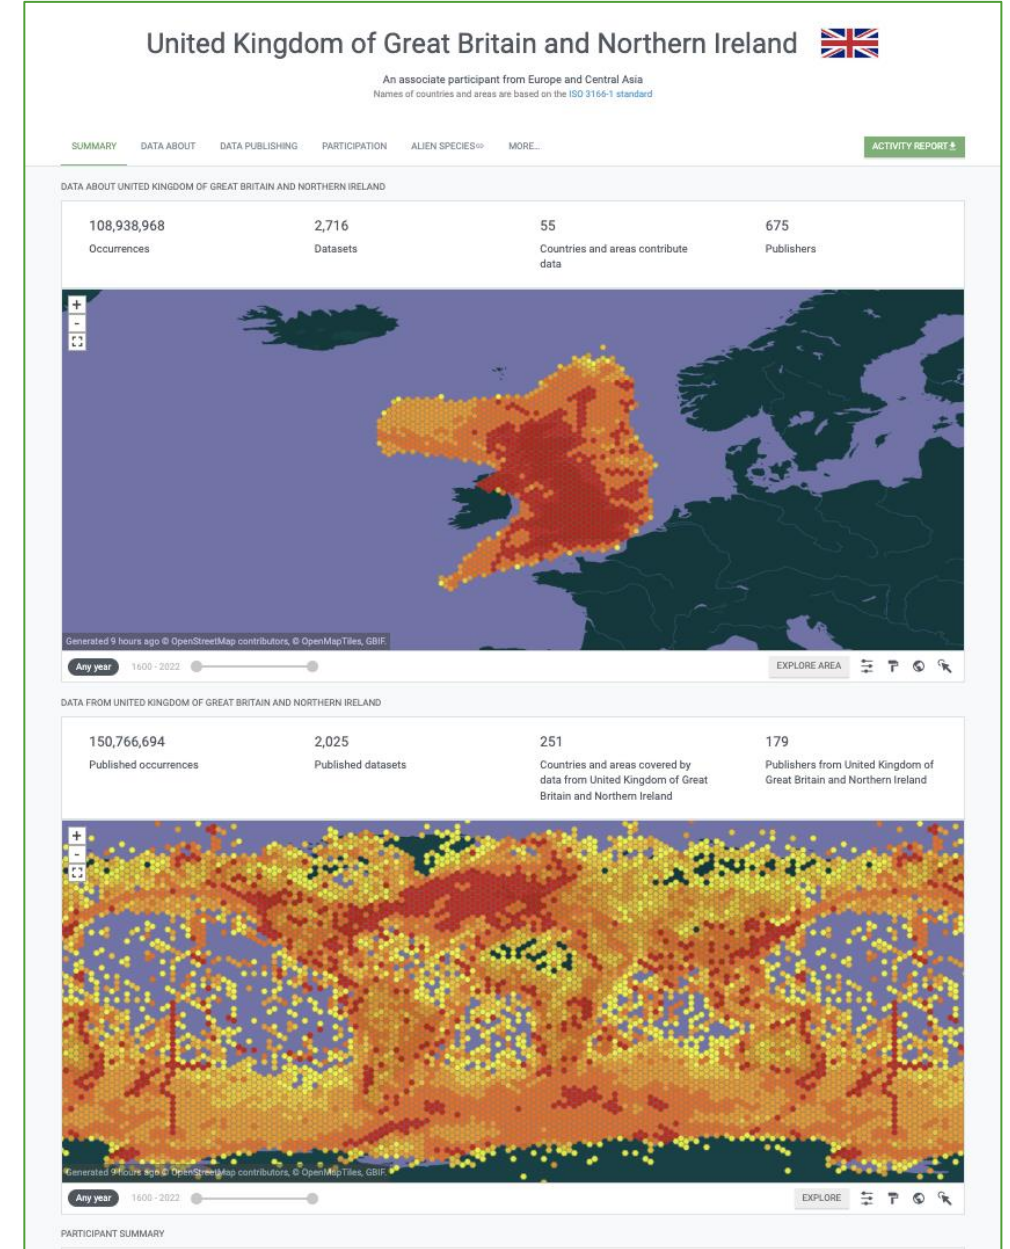 United Kingdom of Great Britain and Northern Ireland
An associate participant from Europe and Central Asia
Names of countries and areas are based on the ISO 3166-1 standard
SUMMARY DATA ABOUT DATA PUBLISHING PARTICIPATION ALIEN SPECIES MORE... ACTIVITY REPORT
DATA ABOUT UNITED KINGDOM OF GREAT BRITAIN AND NORTHERN IRELAND
108,938,968 2,716 55 675
Occurrences Datasets Countries and areas contribute Publishers
data
+
-
Generated 9 hours ago © OpenStreetMap contributors, © OpenMapTiles, GBIF.
Any year 1600 - 2022 EXPLORE AREA
DATA FROM UNITED KINGDOM OF GREAT BRITAIN AND NORTHERN IRELAND
150,766,694 2,025 251 179
Published occurrences Published datasets Countries and areas covered by Publishers from United Kingdom of
data from United Kingdom of Great Great Britain and Northern Ireland
Britain and Northern Ireland
+
-
Generated 9 hours ago © OpenStreetMap contributors, © OpenMapTiles, GBIF.
Any year 1600 - 2022 EXPLORE
PARTICIPANT SUMMARY